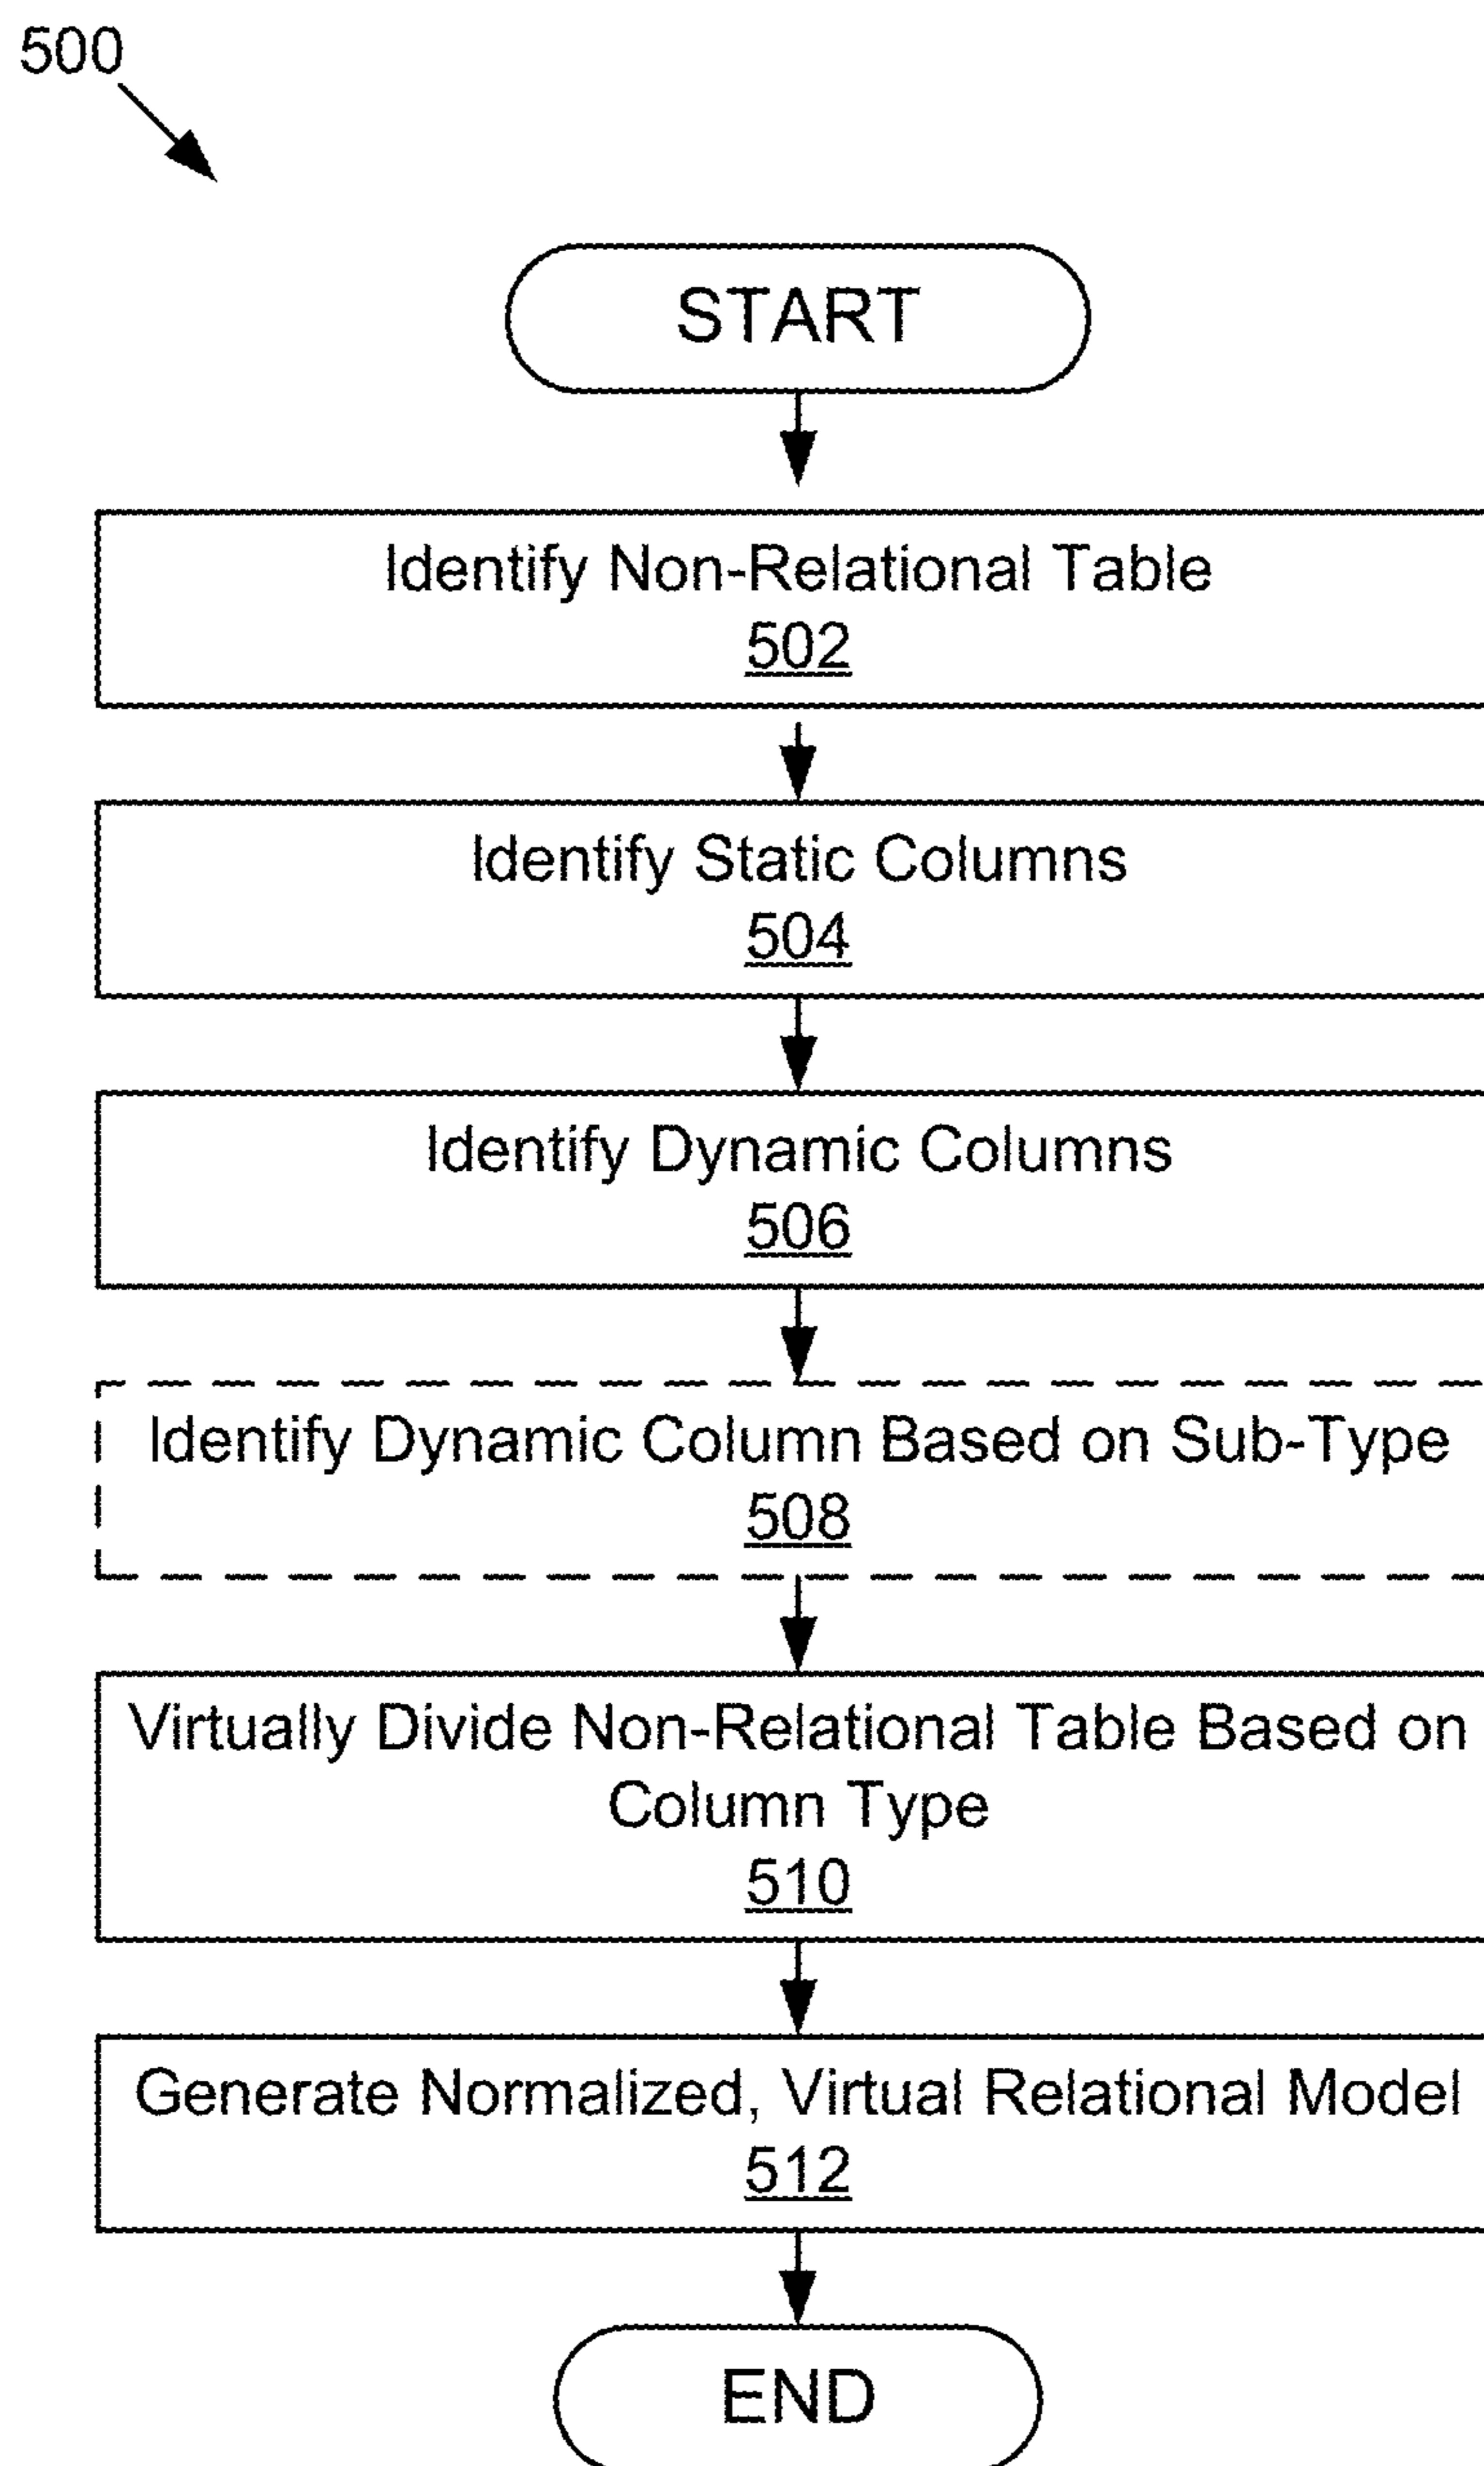 500
START
Identify Non-Relational Table
502
Identify Static Columns
504
Identify Dynamic Columns
506
Identify Dynamic Column Based on Sub-Type
508
Virtually Divide Non-Relational Table Based on
Column Type
510
Generate Normalized, Virtual Relational Model
512
END